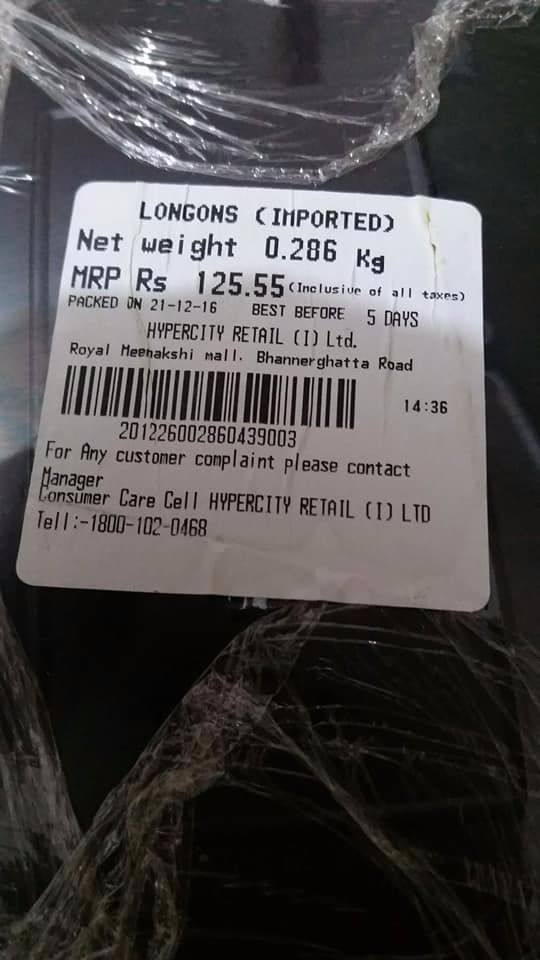 LONGONS (IMPORTED)
Net weight 0.286 Kg
MRP Rs 125.55 (Inclusive of all taxes)
PACKED ON 21-12-16 BEST BEFORE 5 DAYS
HYPERCITY RETAIL (I) Ltd.
Royal Meenakshi mall. Bhannerghatta Road
14:36
201226002860439003
For Any customer complaint please contact
Manager
Consumer Care Cell HYPERCITY RETAIL (I) LTD
Tell:-1800-102-0468